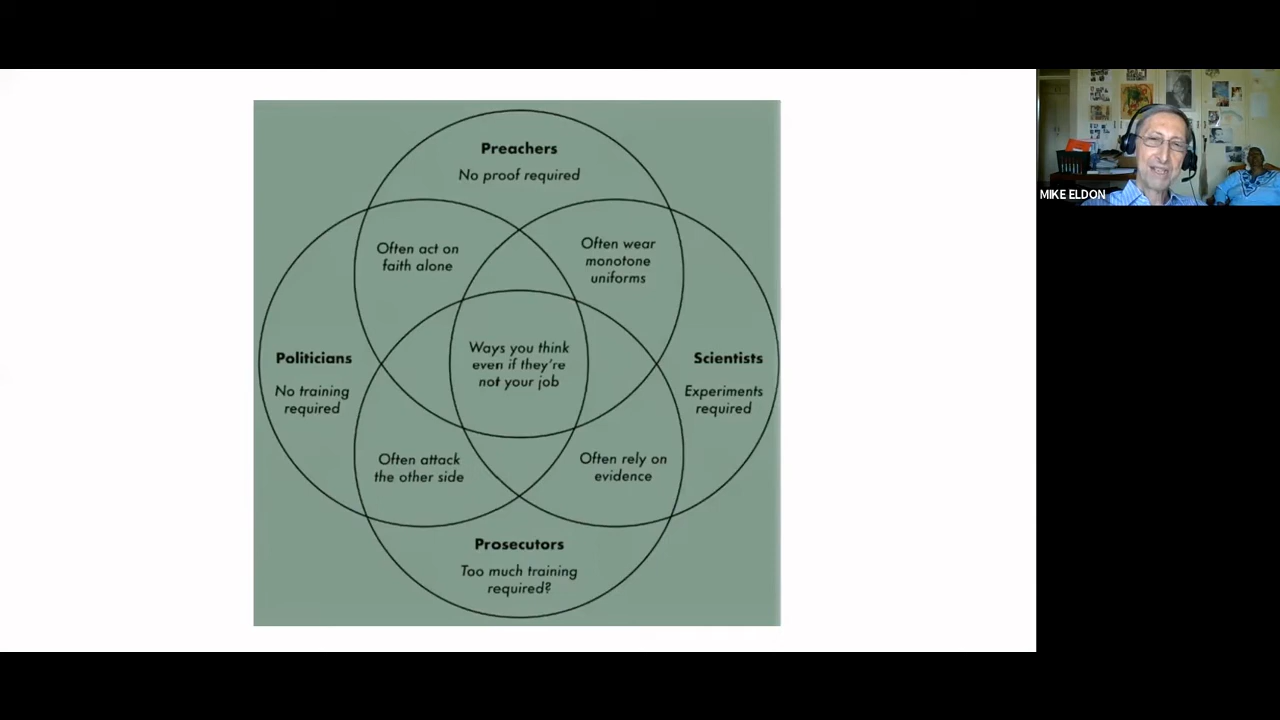 Preachers
No proof required
Often act on
faith alone
Often wear
monotone
uniforms
Politicians
No training
required
Ways you think
even if they're
not your job
Scientists
Experiments
required
Often attack
the other side
Often rely on
evidence
Prosecutors
Too much training
required?
MIKE ELDON